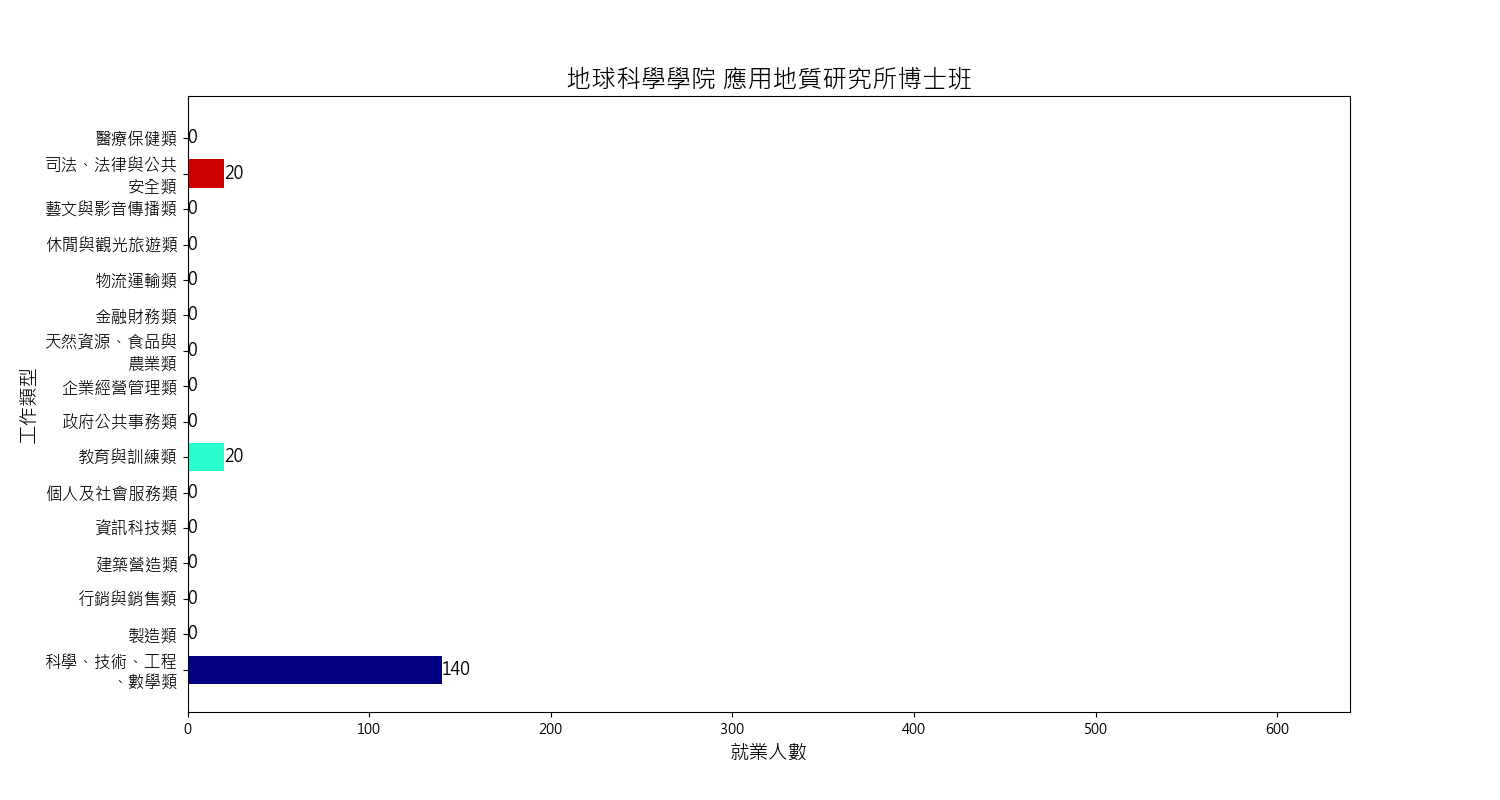 地球科學學院 應用地質研究所博士班
醫療保健類 0
司法、法律與公共
安全類 20
藝文與影音傳播類 0
休閒與觀光旅遊類 0
物流運輸類 0
金融財務類 0
天然資源、食品與
農業類 0
企業經營管理類 0
政府公共事務類 0
教育與訓練類 20
個人及社會服務類 0
資訊科技類 0
建築營造類 0
行銷與銷售類 0
製造類 0
科學、技術、工程
、數學類 140
工作類型
0 100 200 300 400 500 600
就業人數